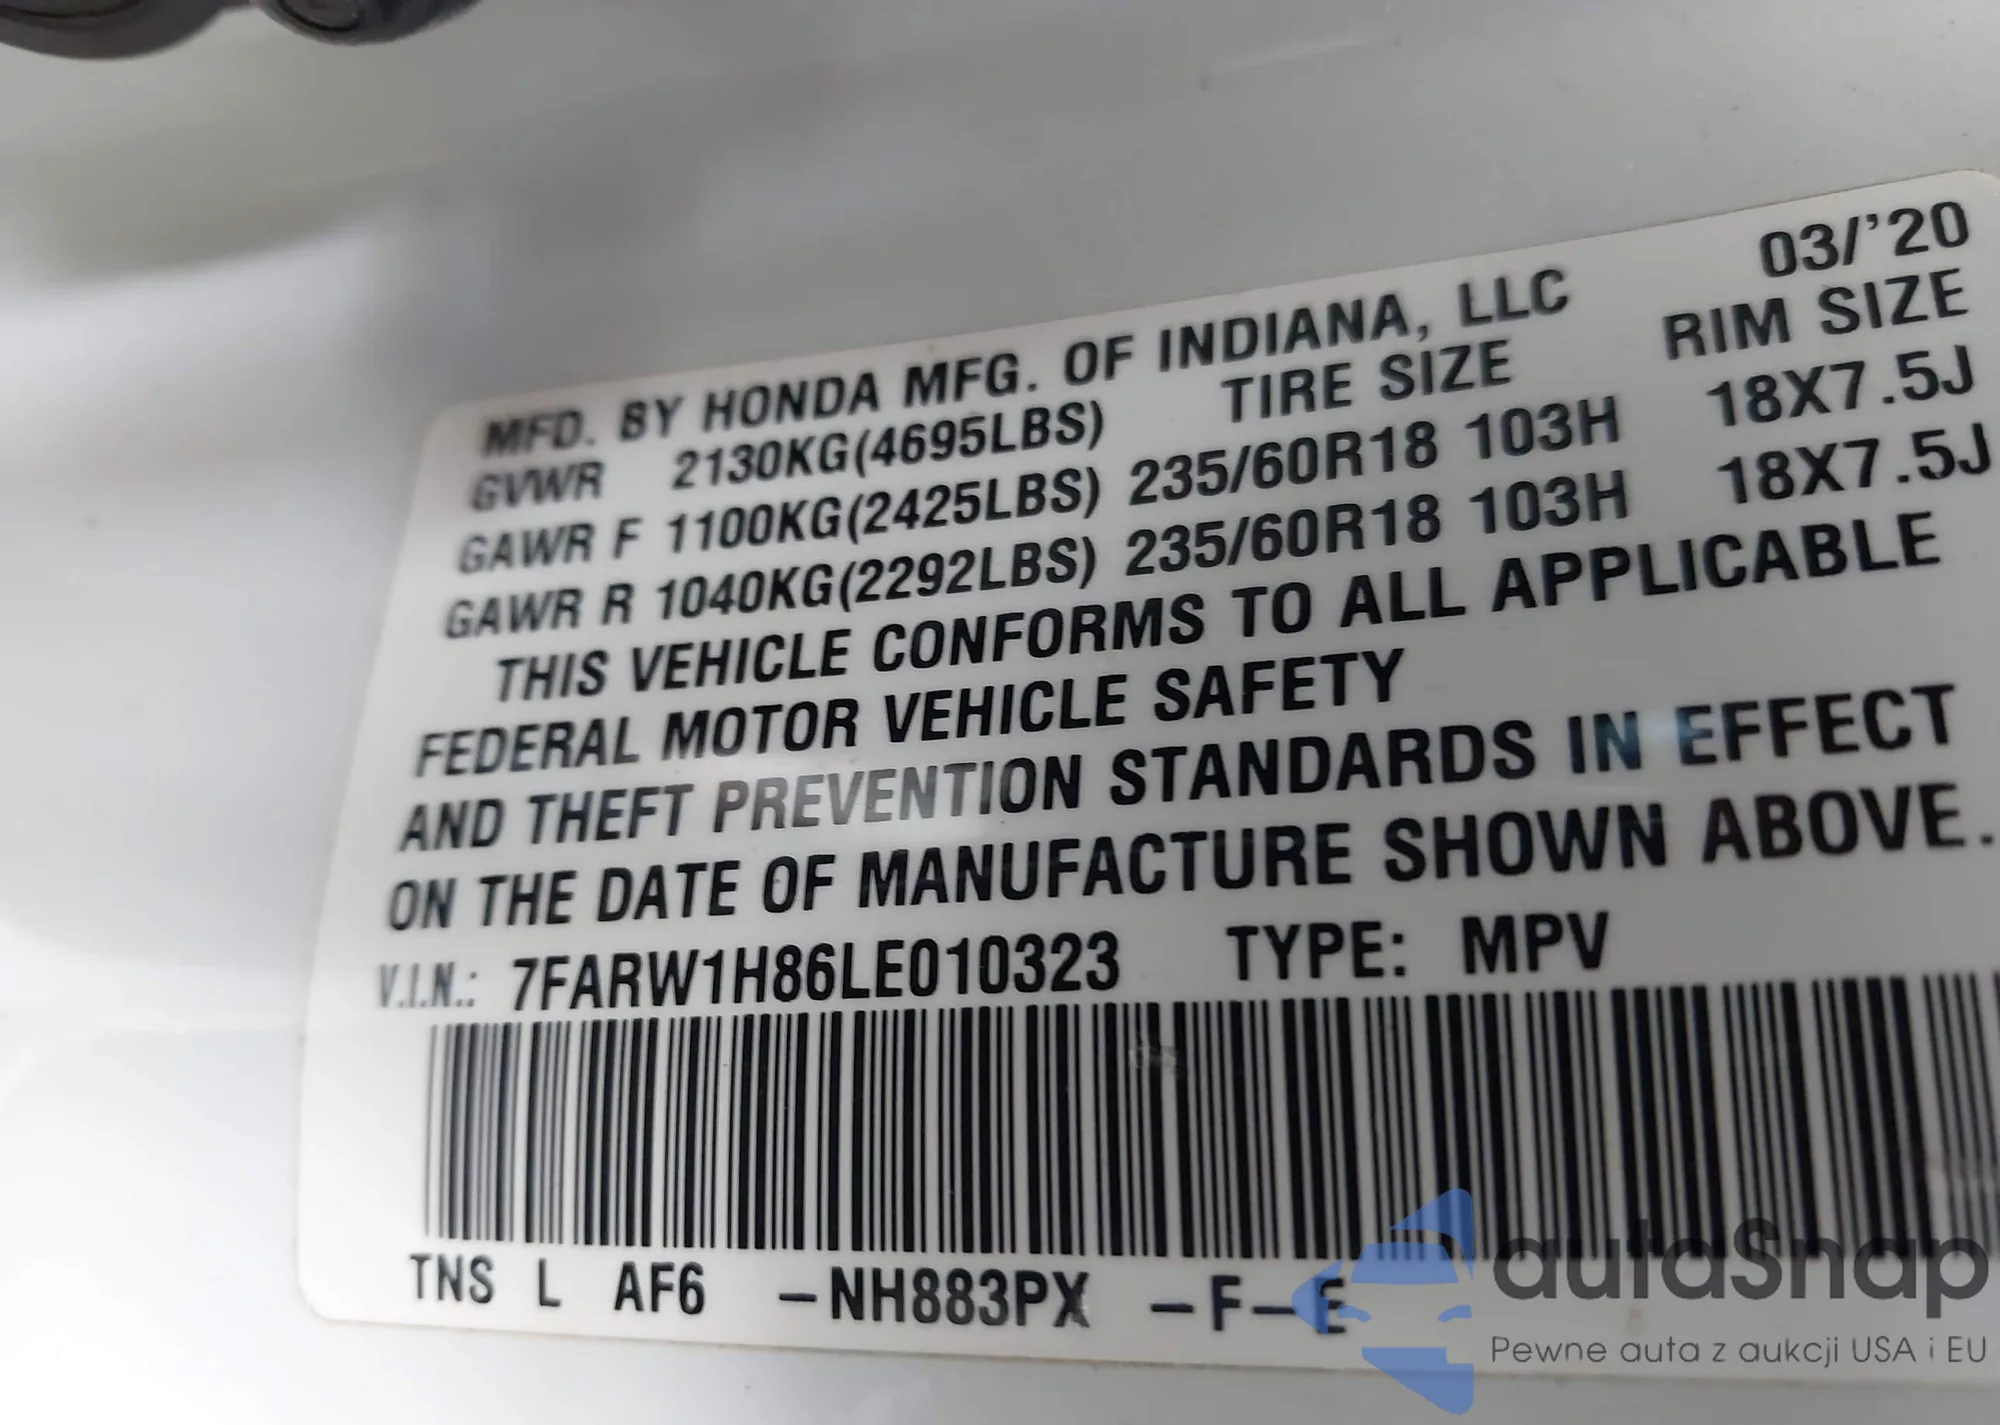 03/'20
MFD. BY HONDA MFG. OF INDIANA, LLC
GVWR 2130KG(4695LBS) TIRE SIZE RIM SIZE
GAWR F 1100KG(2425LBS) 235/60R18 103H 18X7.5J
GAWR R 1040KG(2292LBS) 235/60R18 103H 18X7.5J
THIS VEHICLE CONFORMS TO ALL APPLICABLE
FEDERAL MOTOR VEHICLE SAFETY
AND THEFT PREVENTION STANDARDS IN EFFECT
ON THE DATE OF MANUFACTURE SHOWN ABOVE.
V.I.N.: 7FARW1H86LE010323 TYPE: MPV
TNS L AF6 –NH883PX –F–E
autaSnap
Pewne auta z aukcji USA i EU